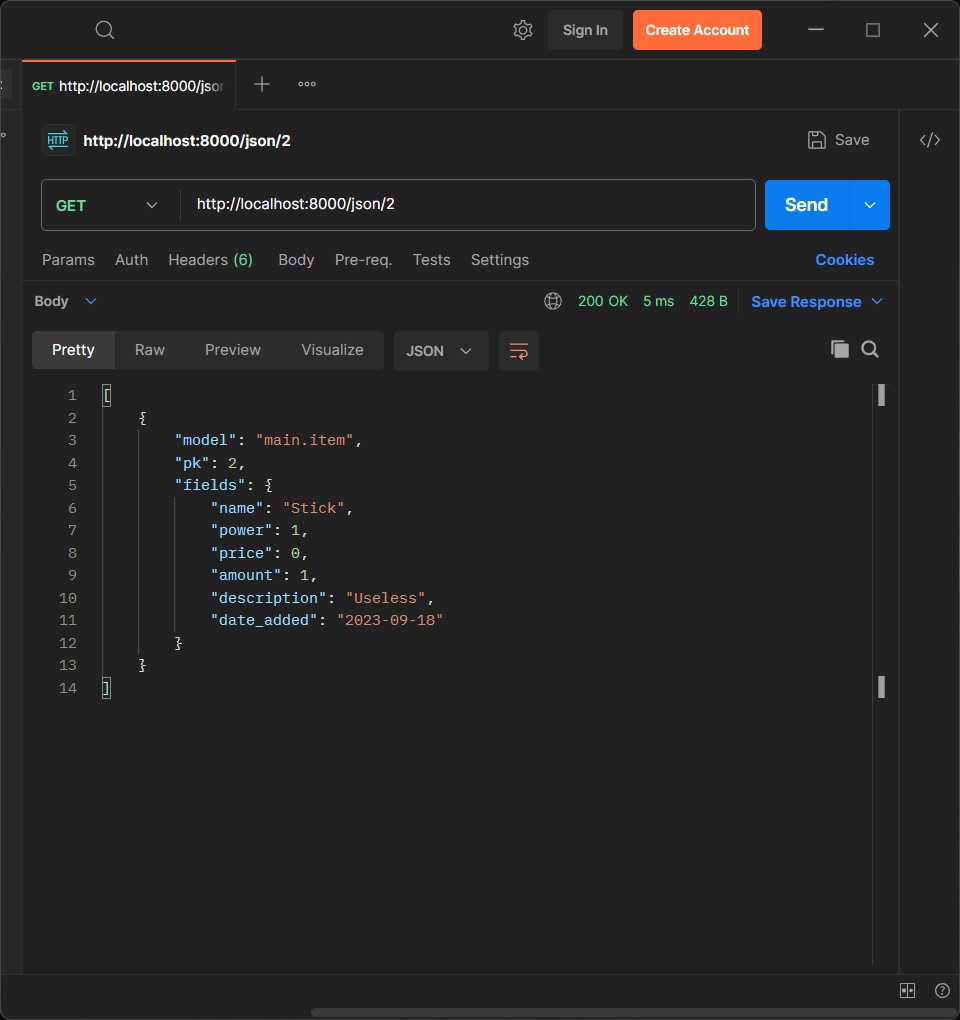 Sign In
Create Account
GET http://localhost:8000/jsor
HTTP http://localhost:8000/json/2
Save
</>
GET
http://localhost:8000/json/2
Send
Params Auth Headers (6) Body Pre-req. Tests Settings
Cookies
Body
200 OK 5 ms 428 B
Save Response
Pretty Raw Preview Visualize
JSON
1 [
2 {
3 "model": "main.item",
4 "pk": 2,
5 "fields": {
6 "name": "Stick",
7 "power": 1,
8 "price": 0,
9 "amount": 1,
10 "description": "Useless",
11 "date_added": "2023-09-18"
12 }
13 }
14 ]